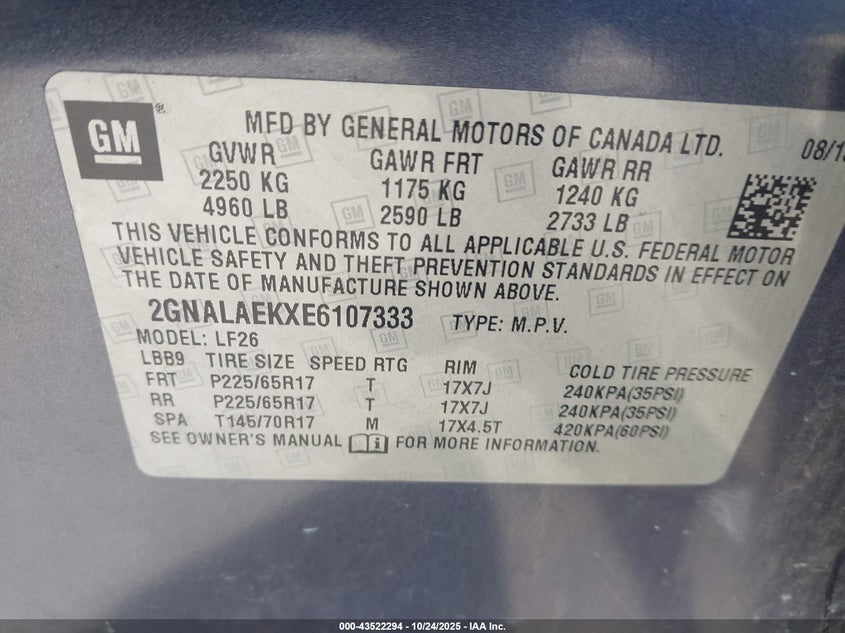 GM
MFD BY GENERAL MOTORS OF CANADA LTD. 08/13
GVWR GAWR FRT GAWR RR
2250 KG 1175 KG 1240 KG
4960 LB 2590 LB 2733 LB
THIS VEHICLE CONFORMS TO ALL APPLICABLE U.S. FEDERAL MOTOR
VEHICLE SAFETY AND THEFT PREVENTION STANDARDS IN EFFECT ON
THE DATE OF MANUFACTURE SHOWN ABOVE.
2GNALAEKXE6107333 TYPE: M.P.V.
MODEL: LF26
LBB9 TIRE SIZE SPEED RTG RIM COLD TIRE PRESSURE
FRT P225/65R17 T 17X7J 240KPA(35PSI)
RR P225/65R17 T 17X7J 240KPA(35PSI)
SPA T145/70R17 M 17X4.5T 420KPA(60PSI)
SEE OWNER'S MANUAL FOR MORE INFORMATION.
000-43522294 - 10/24/2025 - IAA Inc.